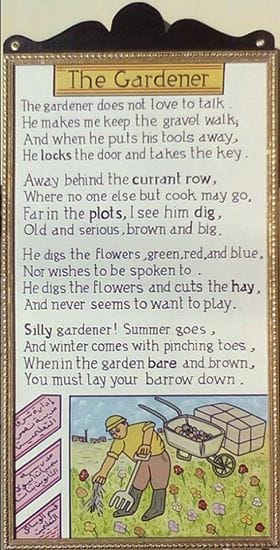 The Gardener
The gardener does not love to talk.
He makes me keep the gravel walk;
And when he puts his tools away,
He locks the door and takes the key.
Away behind the currant row,
Where no one else but cook may go,
Far in the plots, I see him dig,
Old and serious, brown and big.
He digs the flowers, green, red, and blue,
Nor wishes to be spoken to.
He digs the flowers and cuts the hay,
And never seems to want to play.
Silly gardener! Summer goes,
And winter comes with pinching toes,
When in the garden bare and brown,
You must lay your barrow down.